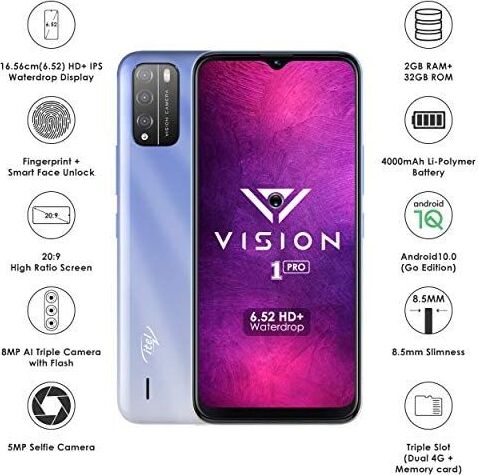 6.52
16.56cm(6.52) HD+ IPS
Waterdrop Display
Fingerprint +
Smart Face Unlock
20:9
20:9
High Ratio Screen
8MP AI Triple Camera
with Flash
5MP Selfie Camera
VISION CAMERA
itel
VISION
1 PRO
6.52 HD+
Waterdrop
2GB RAM+
32GB ROM
4000mAh Li-Polymer
Battery
android
10
Android10.0
(Go Edition)
8.5MM
8.5mm Slimness
Triple Slot
(Dual 4G +
Memory card)